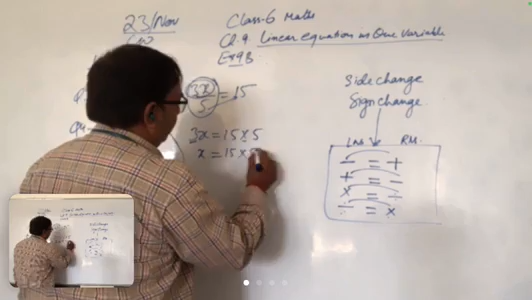 23/Nov
Class-6 Maths
Ch 9 Linear equation in One Variable
Ex 9B
3x/5 = 15
3x = 15 × 5
x = 15 × 5
Side change
Sign change
LHS RHS
- = +
+ = -
× = ÷
÷ = ×